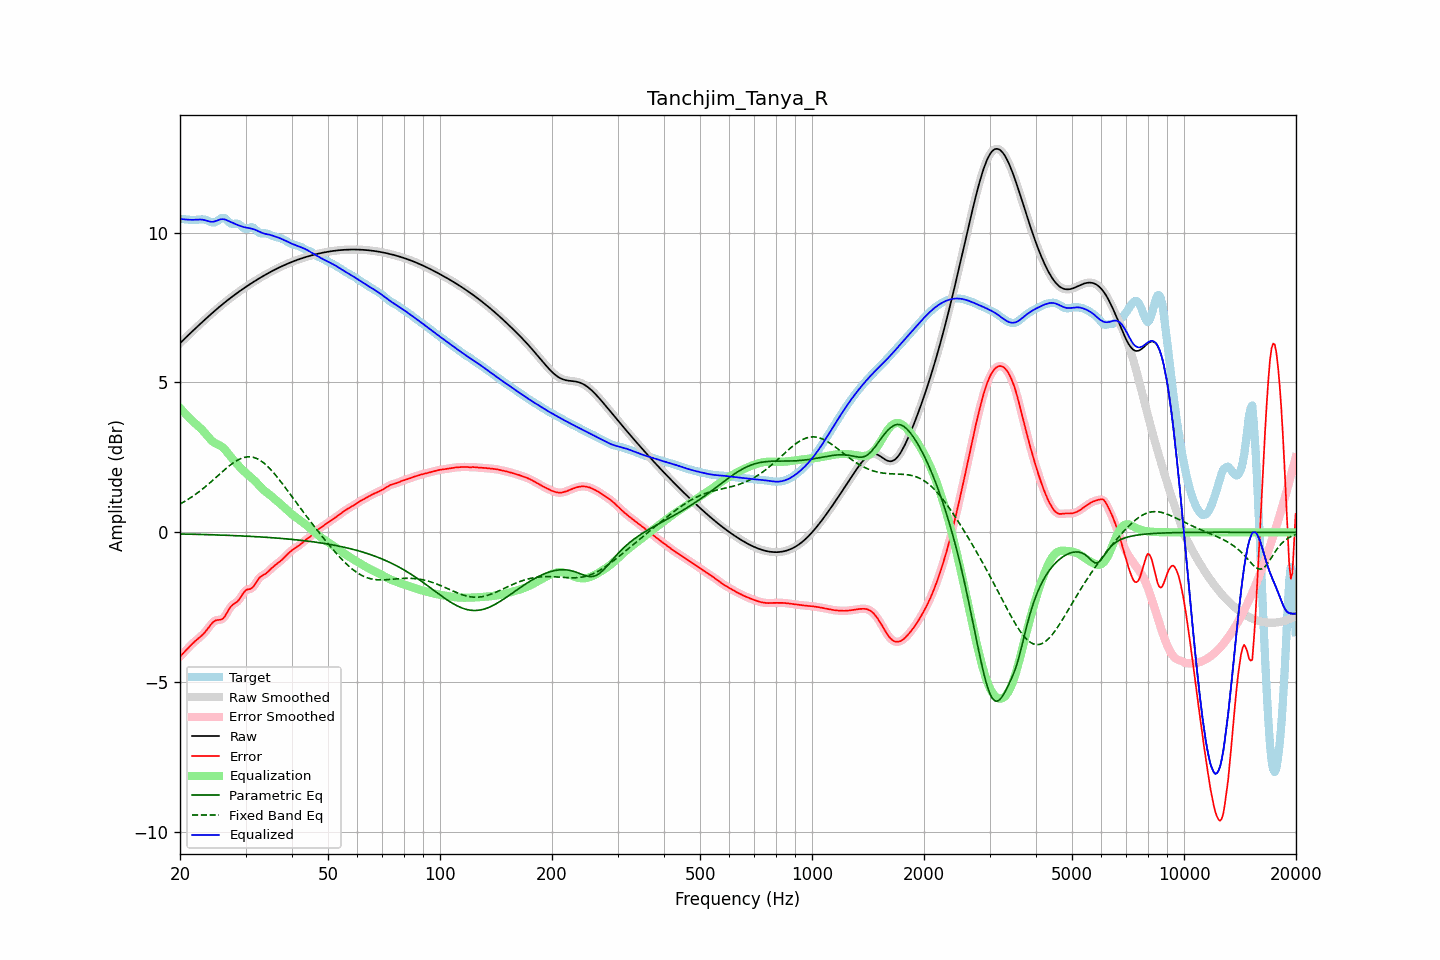 Tanchjim_Tanya_R
Amplitude (dBr)
10
5
0
−5
−10
Target
Raw Smoothed
Error Smoothed
Raw
Error
Equalization
Parametric Eq
Fixed Band Eq
Equalized
20 50 100 200 500 1000 2000 5000 10000 20000
Frequency (Hz)